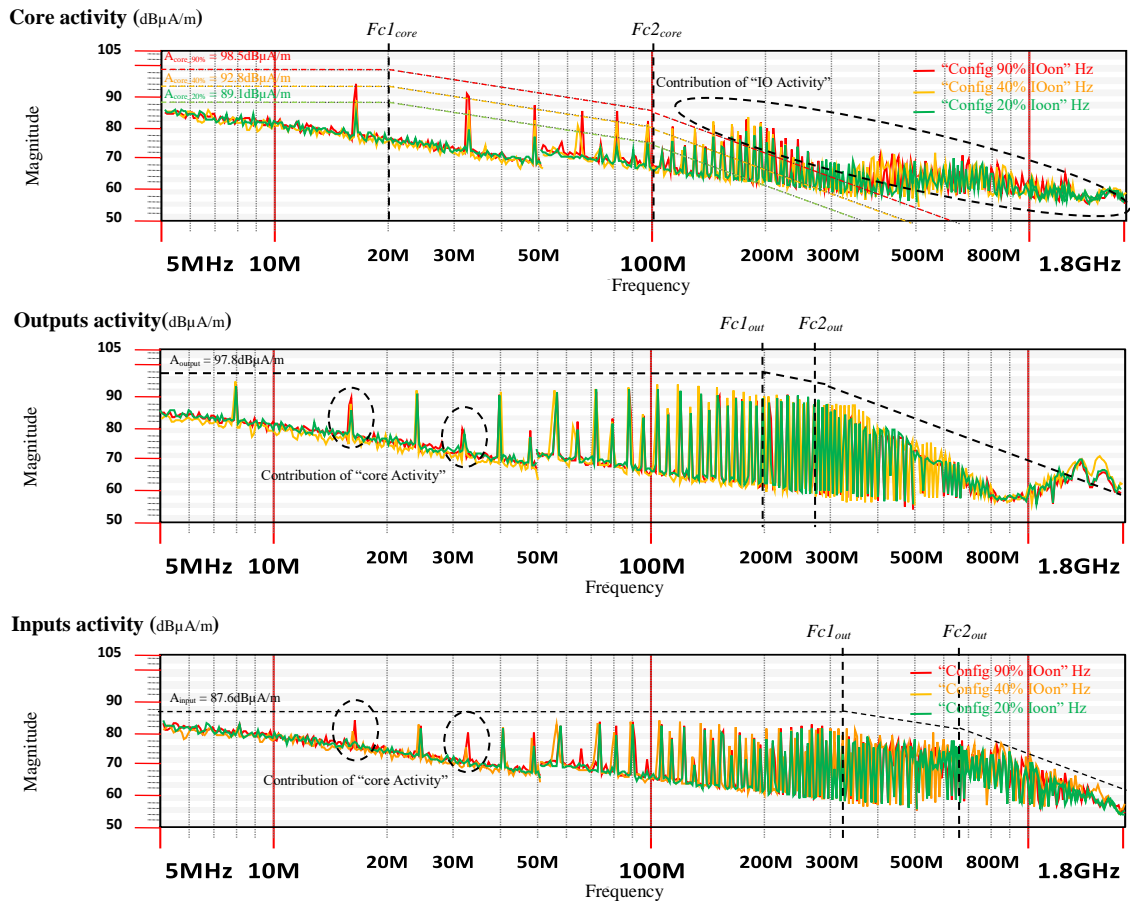 Core activity (dBµA/m)
Fc1core
Fc2core
105
90
80
70
60
50
Magnitude
Acore_90% = 98.5dBµA/m
Acore_40% = 92.8dBµA/m
Acore_20% = 89.1dBµA/m
Contribution of “IO Activity”
“Config 90% IOon” Hz
“Config 40% IOon” Hz
“Config 20% Ioon” Hz
5MHz 10M 20M 30M 50M 100M 200M 300M 500M 800M 1.8GHz
Frequency
Outputs activity(dBµA/m)
Fc1out
Fc2out
105
90
80
70
60
50
Magnitude
Aoutput = 97.8dBµA/m
Contribution of “core Activity”
5MHz 10M 20M 30M 50M 100M 200M 300M 500M 800M 1.8GHz
Frequency
Inputs activity (dBµA/m)
Fc1out
Fc2out
105
90
80
70
60
50
Magnitude
Ainput = 87.6dBµA/m
Contribution of “core Activity”
“Config 90% IOon” Hz
“Config 40% IOon” Hz
“Config 20% Ioon” Hz
5MHz 10M 20M 30M 50M 100M 200M 300M 500M 800M 1.8GHz
Frequency